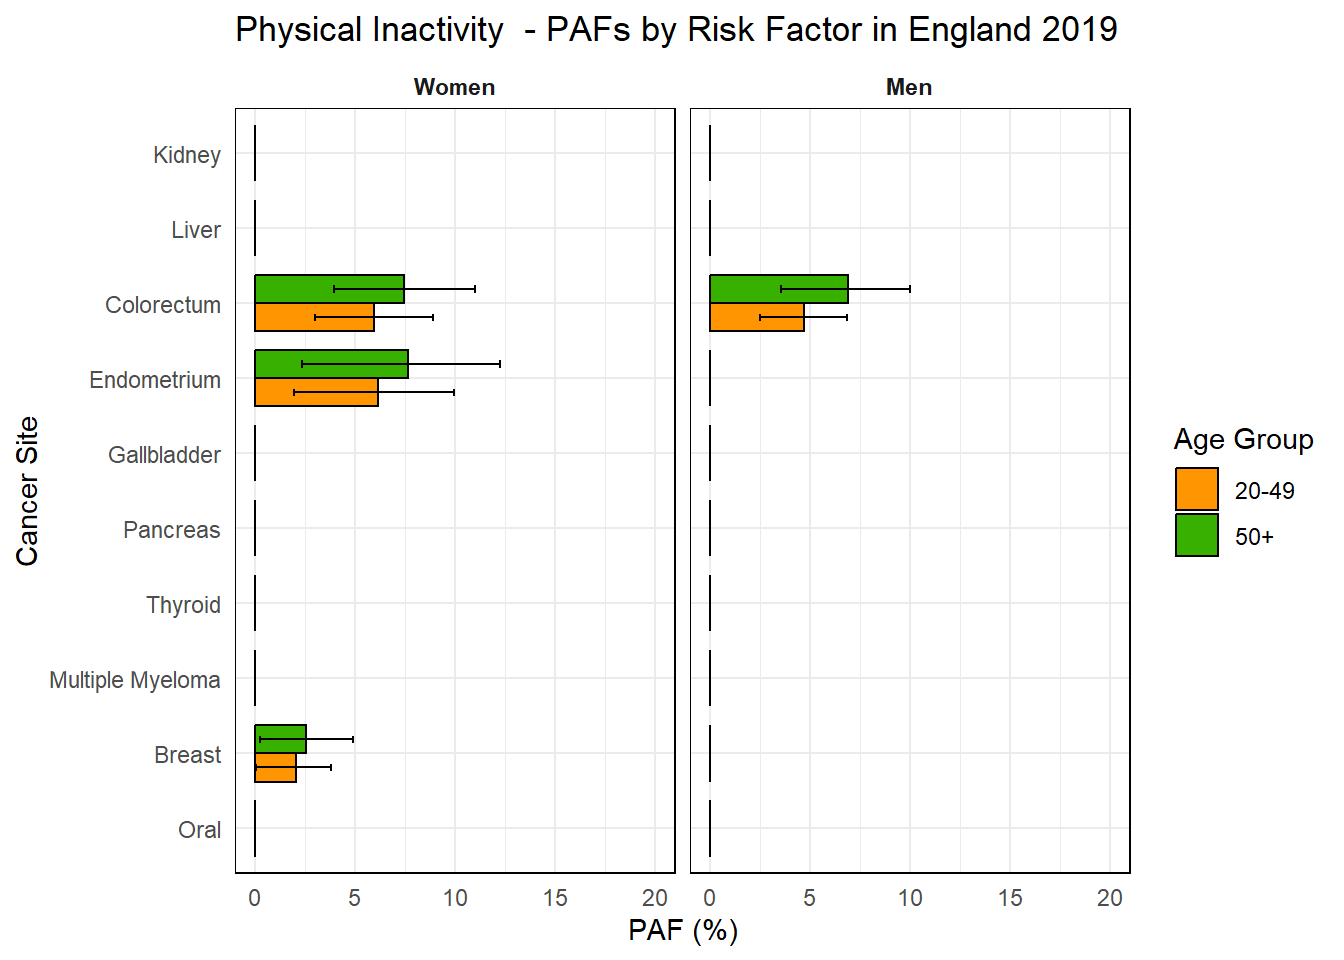 Physical Inactivity  - PAFs by Risk Factor in England 2019
Women
Men
Kidney
Liver
Colorectum
Endometrium
Gallbladder
Pancreas
Thyroid
Multiple Myeloma
Breast
Oral
Cancer Site
0 5 10 15 20
0 5 10 15 20
PAF (%)
Age Group
20-49
50+